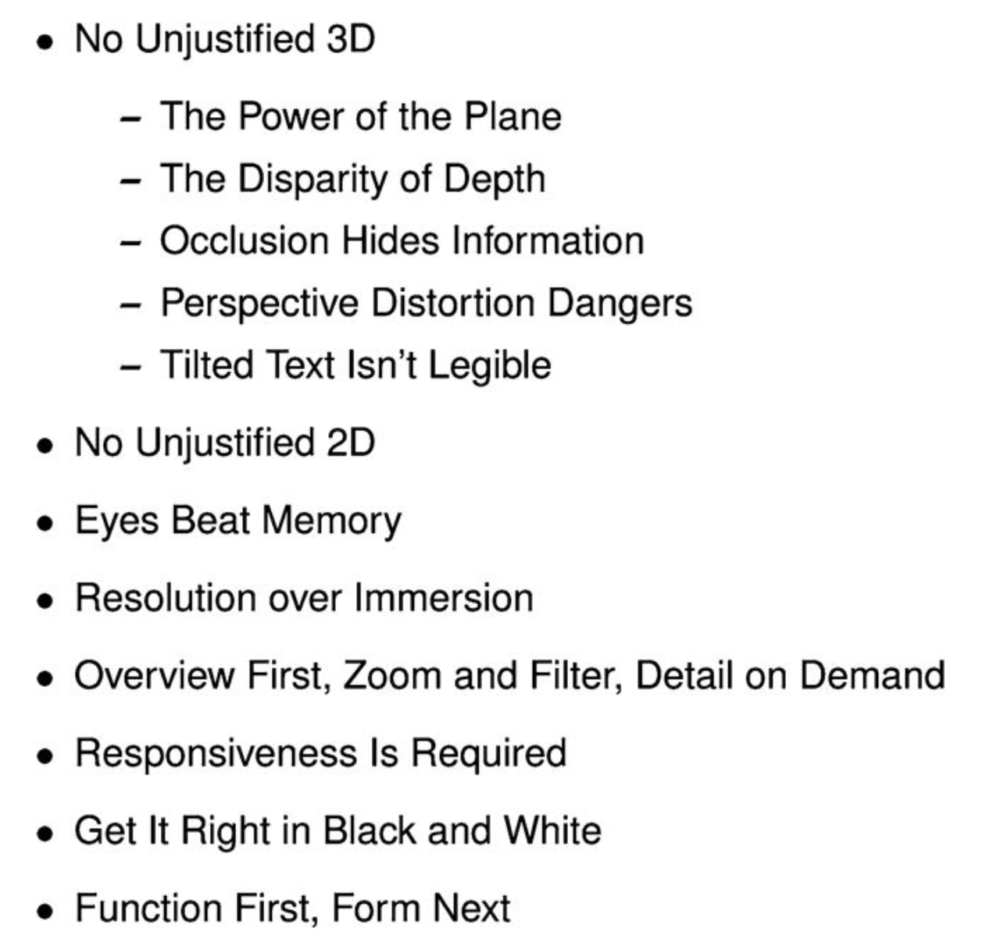 • No Unjustified 3D
– The Power of the Plane
– The Disparity of Depth
– Occlusion Hides Information
– Perspective Distortion Dangers
– Tilted Text Isn’t Legible
• No Unjustified 2D
• Eyes Beat Memory
• Resolution over Immersion
• Overview First, Zoom and Filter, Detail on Demand
• Responsiveness Is Required
• Get It Right in Black and White
• Function First, Form Next